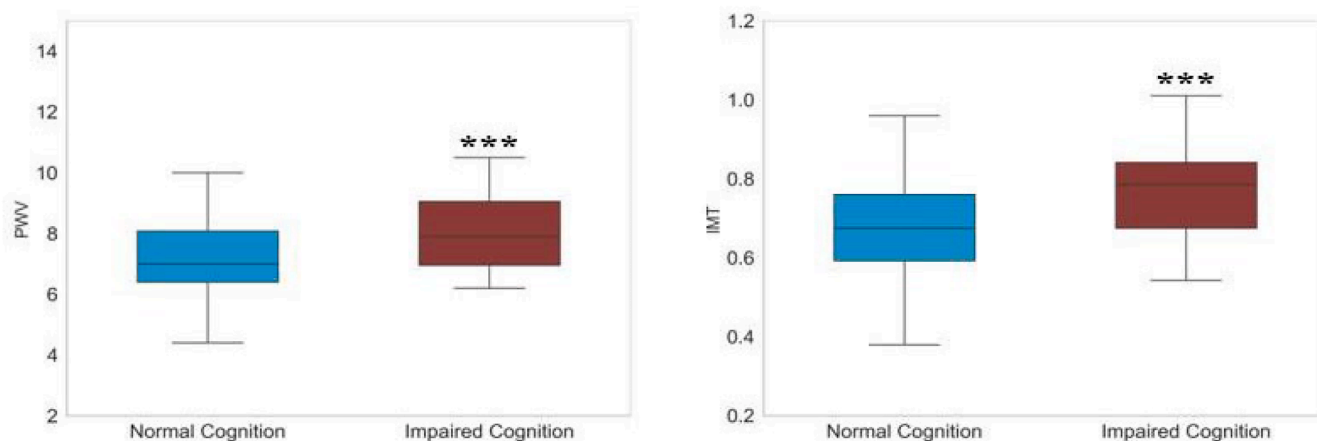 14
12
10
8
6
4
2
PWV
***
Normal Cognition
Impaired Cognition
1.2
1.0
0.8
0.6
0.4
0.2
IMT
***
Normal Cognition
Impaired Cognition